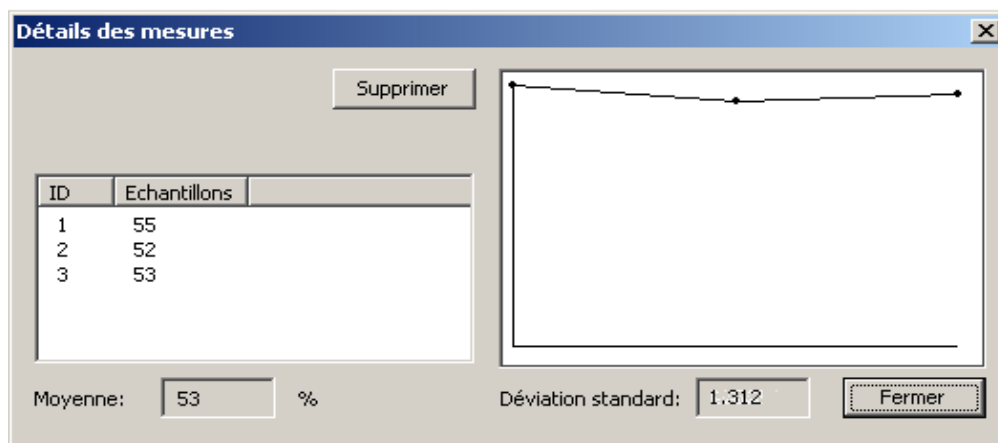 Détails des mesures
Supprimer
ID Echantillons
1 55
2 52
3 53
Moyenne: 53 %
Déviation standard: 1.312
Fermer